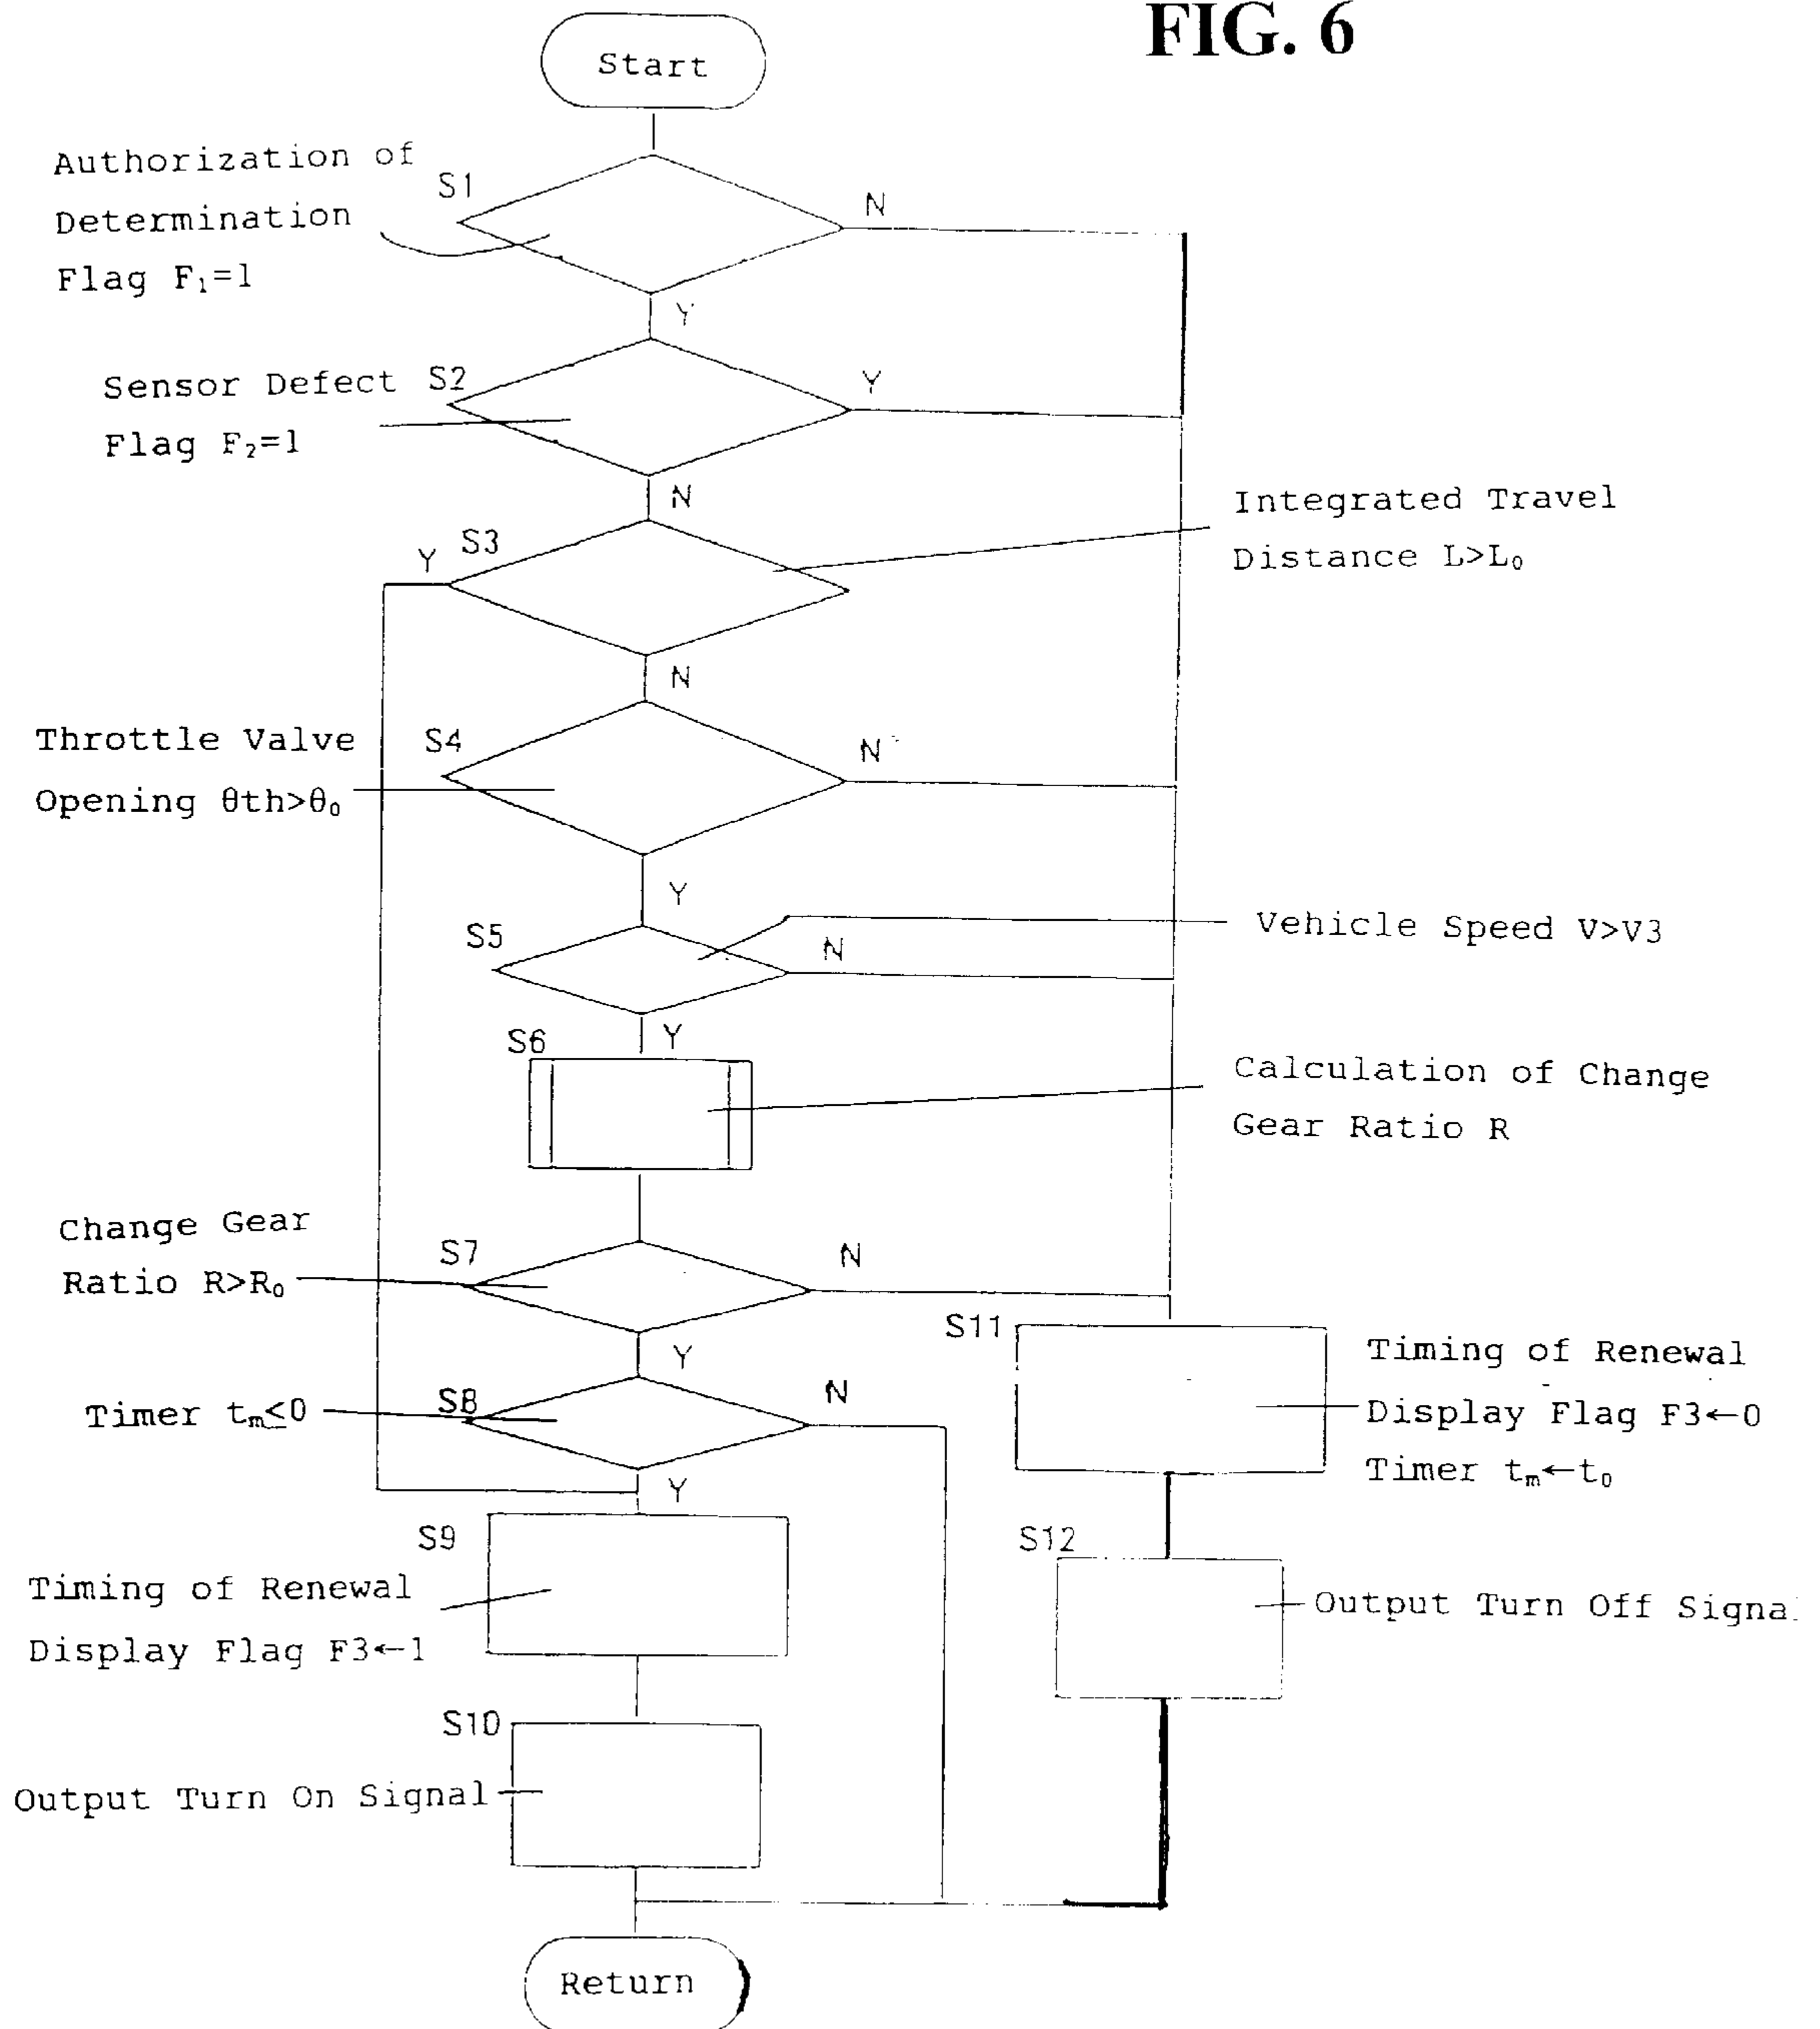 FIG. 6
Start
Authorization of
Determination
Flag F₁=1
S1
N
Y
Sensor Defect
Flag F₂=1
S2
Y
N
Integrated Travel
Distance L>L₀
S3
Y
N
Throttle Valve
Opening θth>θ₀
S4
N
Y
Vehicle Speed V>V3
S5
N
Y
S6
Calculation of Change
Gear Ratio R
Change Gear
Ratio R>R₀
S7
N
Y
S11
Timing of Renewal
Display Flag F3←0
Timer tₘ←t₀
Timer tₘ≤0
S8
N
Y
S9
Timing of Renewal
Display Flag F3←1
S12
Output Turn Off Signal
S10
Output Turn On Signal
Return